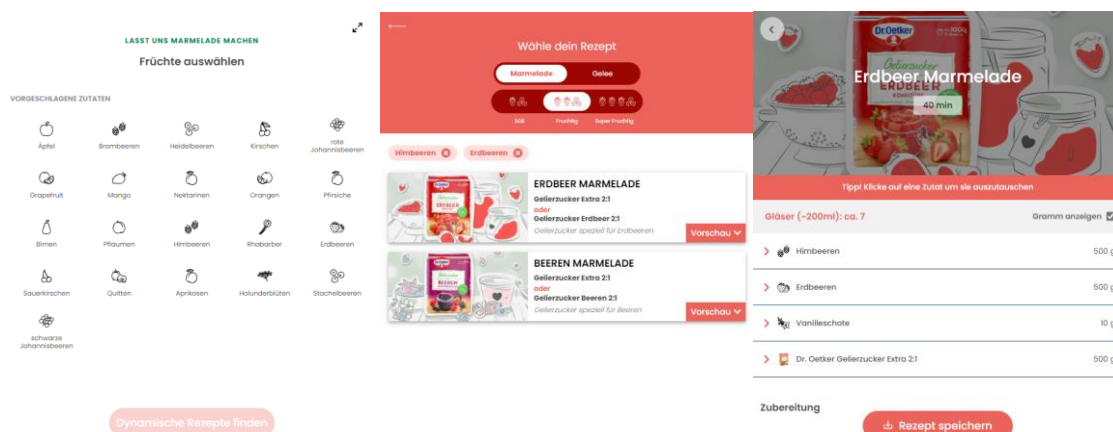 LASST UNS MARMELADE MACHEN
Früchte auswählen
VORGESCHLAGENE ZUTATEN
Äpfel
Brombeeren
Heidelbeeren
Kirschen
rote
Johannisbeeren
Grapefruit
Mango
Nektarinen
Orangen
Pfirsiche
Birnen
Pflaumen
Himbeeren
Rhabarber
Erdbeeren
Sauerkirschen
Quitten
Aprikosen
Holunderblüten
Stachelbeeren
schwarze
Johannisbeeren
Dynamische Rezepte finden
Wähle dein Rezept
Marmelade
Gelee
Süß
Fruchtig
Super Fruchtig
Himbeeren
Erdbeeren
ERDBEER MARMELADE
Gelierzucker Extra 2:1
oder
Gelierzucker Erdbeer 2:1
Gelierzucker speziell für Erdbeeren
Vorschau
ERDBEER
BEEREN MARMELADE
Gelierzucker Extra 2:1
oder
Gelierzucker Beeren 2:1
Gelierzucker speziell für Beeren
Vorschau
BEEREN
Dr.Oetker
Gelierzucker
ERDBEER
Erdbeer Marmelade
40 min
Tipp! Klicke auf eine Zutat um sie auszutauschen
Gläser (~200ml): ca. 7
Gramm anzeigen
Himbeeren
500 g
Erdbeeren
500 g
Vanilleschote
10 g
Dr. Oetker Gelierzucker Extra 2:1
500 g
Zubereitung
Rezept speichern